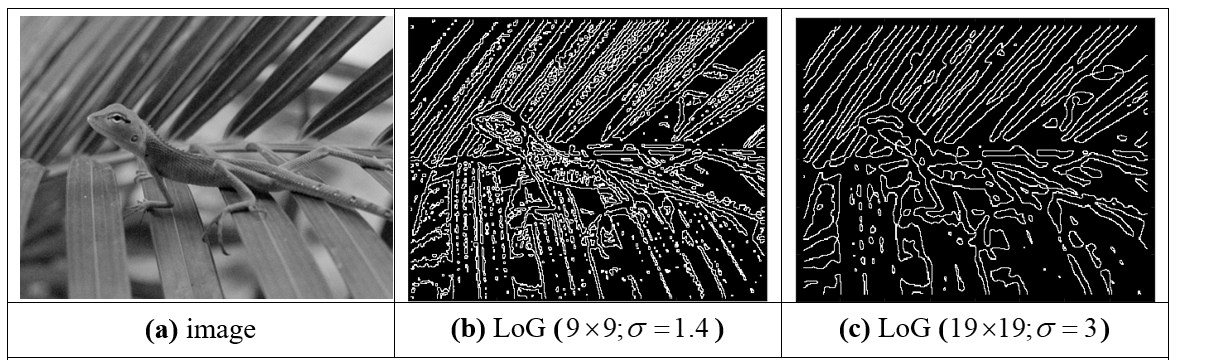 (a) image
(b) LoG (9×9;σ=1.4)
(c) LoG (19×19;σ=3)